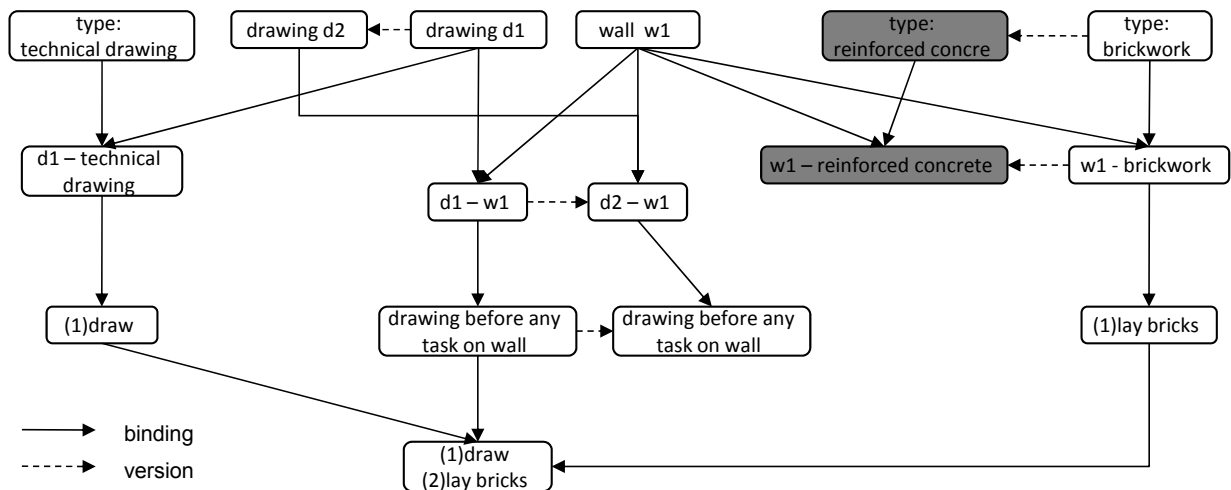 type:
technical drawing
drawing d2
drawing d1
wall w1
type:
reinforced concre
type:
brickwork
d1 – technical
drawing
w1 – reinforced concrete
w1 - brickwork
d1 – w1
d2 – w1
(1)draw
drawing before any
task on wall
drawing before any
task on wall
(1)lay bricks
binding
version
(1)draw
(2)lay bricks